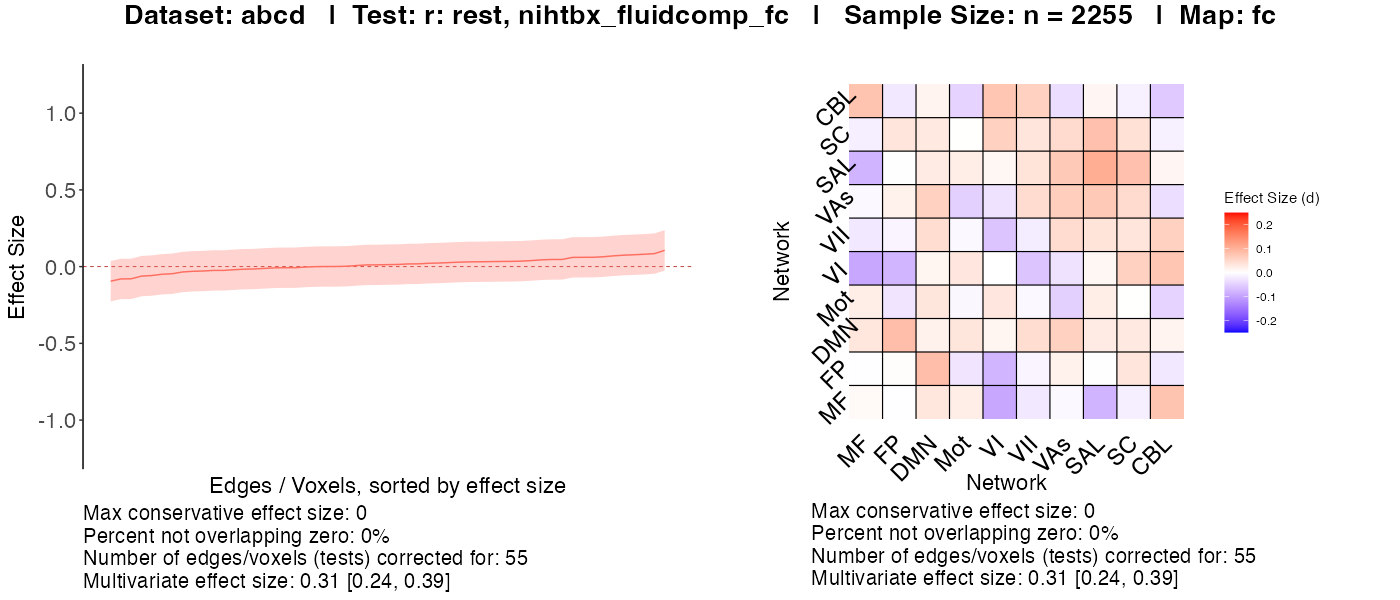 Dataset: abcd | Test: r: rest, nihtbx_fluidcomp_fc | Sample Size: n = 2255 | Map: fc
Effect Size
1.0
0.5
0.0
-0.5
-1.0
Edges / Voxels, sorted by effect size
Max conservative effect size: 0
Percent not overlapping zero: 0%
Number of edges/voxels (tests) corrected for: 55
Multivariate effect size: 0.31 [0.24, 0.39]
Network
CBL
SC
SAL
VAs
VII
VI
Mot
DMN
FP
MF
MF FP DMN Mot VI VII VAs SAL SC CBL
Network
Effect Size (d)
0.2
0.1
0.0
-0.1
-0.2
Max conservative effect size: 0
Percent not overlapping zero: 0%
Number of edges/voxels (tests) corrected for: 55
Multivariate effect size: 0.31 [0.24, 0.39]